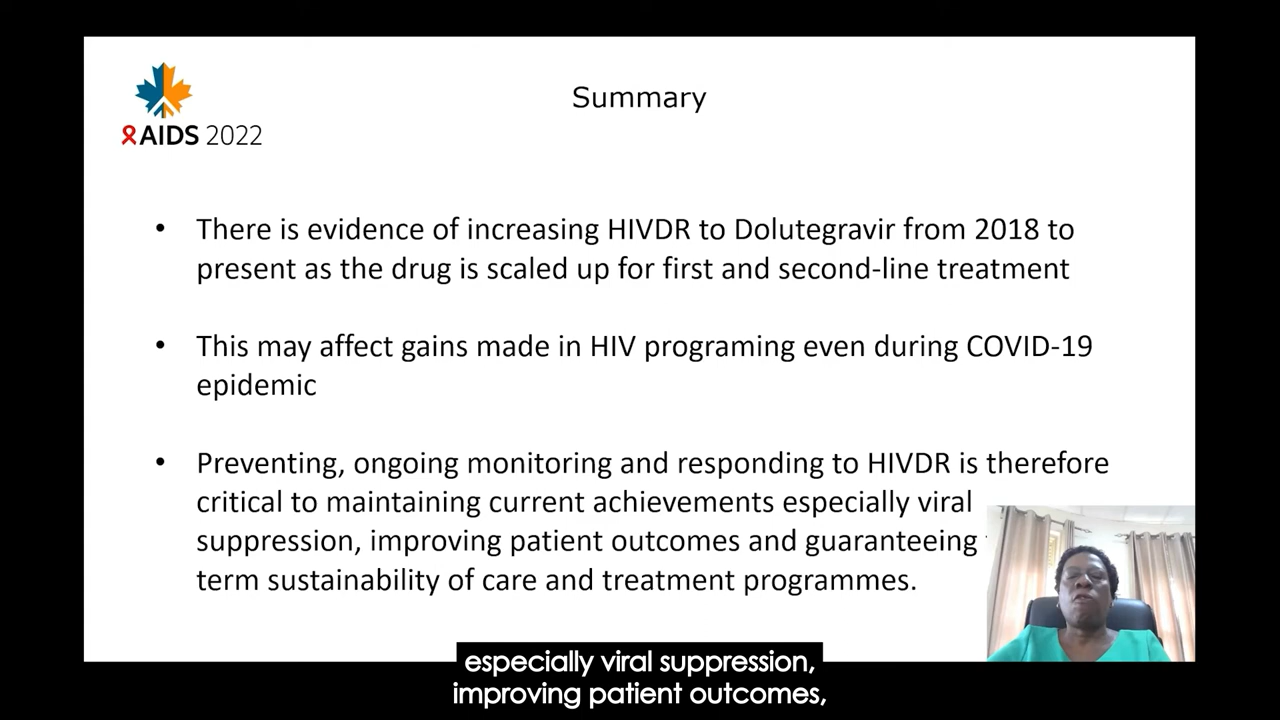 AIDS 2022
Summary
• There is evidence of increasing HIVDR to Dolutegravir from 2018 to
present as the drug is scaled up for first and second-line treatment
• This may affect gains made in HIV programing even during COVID-19
epidemic
• Preventing, ongoing monitoring and responding to HIVDR is therefore
critical to maintaining current achievements especially viral
suppression, improving patient outcomes and guaranteeing
term sustainability of care and treatment programmes.
especially viral suppression,
improving patient outcomes,